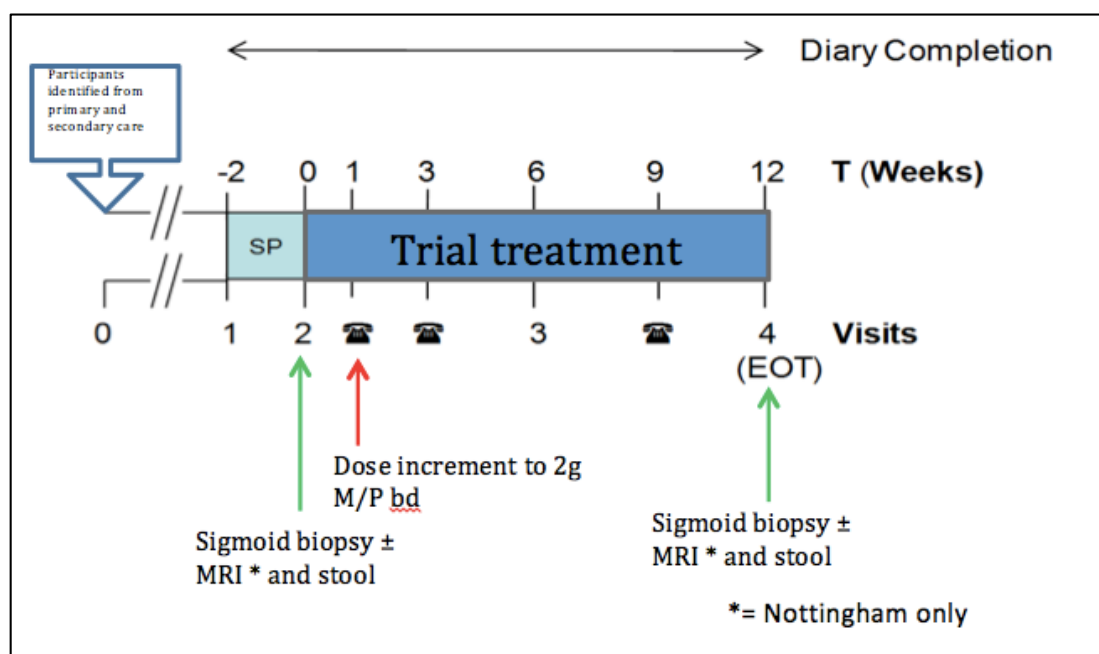 Diary Completion
Participants
identified from
primary and
secondary care
-2 0 1 3 6 9 12 T (Weeks)
SP Trial treatment
0 1 2 ☎ ☎ 3 ☎ 4 Visits
(EOT)
Dose increment to 2g
M/P bd
Sigmoid biopsy ±
MRI * and stool
Sigmoid biopsy ±
MRI * and stool
*= Nottingham only